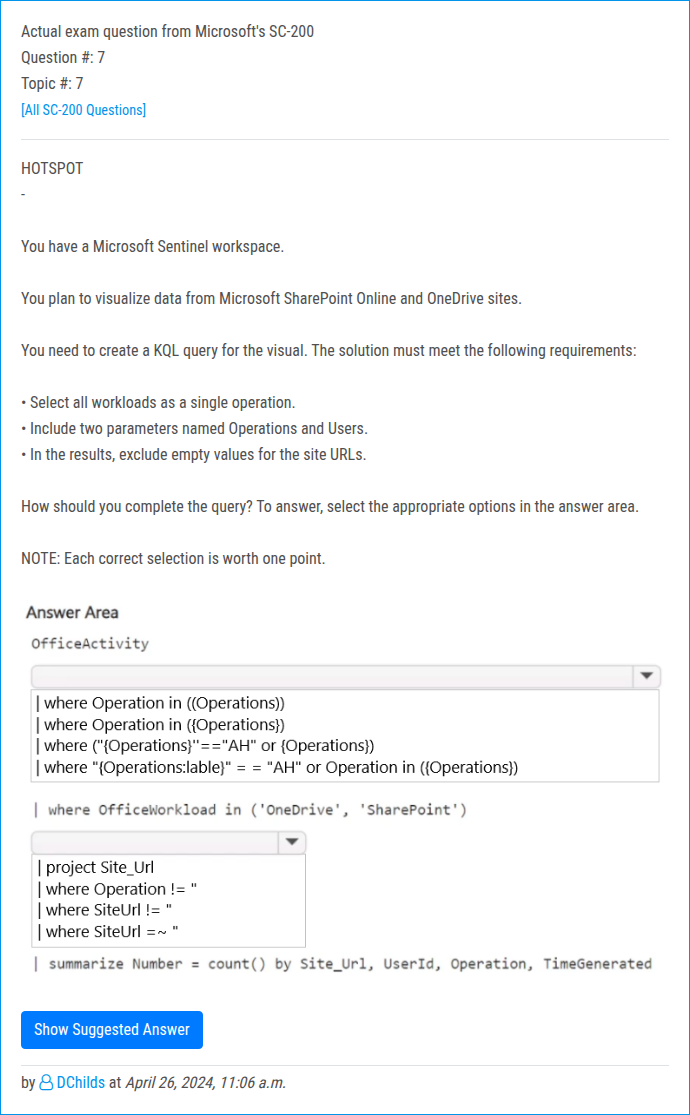 Actual exam question from Microsoft's SC-200
Question #: 7
Topic #: 7
[All SC-200 Questions]
HOTSPOT
-
You have a Microsoft Sentinel workspace.
You plan to visualize data from Microsoft SharePoint Online and OneDrive sites.
You need to create a KQL query for the visual. The solution must meet the following requirements:
• Select all workloads as a single operation.
• Include two parameters named Operations and Users.
• In the results, exclude empty values for the site URLs.
How should you complete the query? To answer, select the appropriate options in the answer area.
NOTE: Each correct selection is worth one point.
Answer Area
OfficeActivity
| where Operation in ((Operations))
| where Operation in ({Operations})
| where ("{Operations}"=="AH" or {Operations})
| where "{Operations:lable}" = = "AH" or Operation in ({Operations})
| where OfficeWorkload in ('OneDrive', 'SharePoint')
| project Site_Url
| where Operation != "
| where SiteUrl != "
| where SiteUrl =~ "
| summarize Number = count() by Site_Url, UserId, Operation, TimeGenerated
Show Suggested Answer
by DChilds at April 26, 2024, 11:06 a.m.